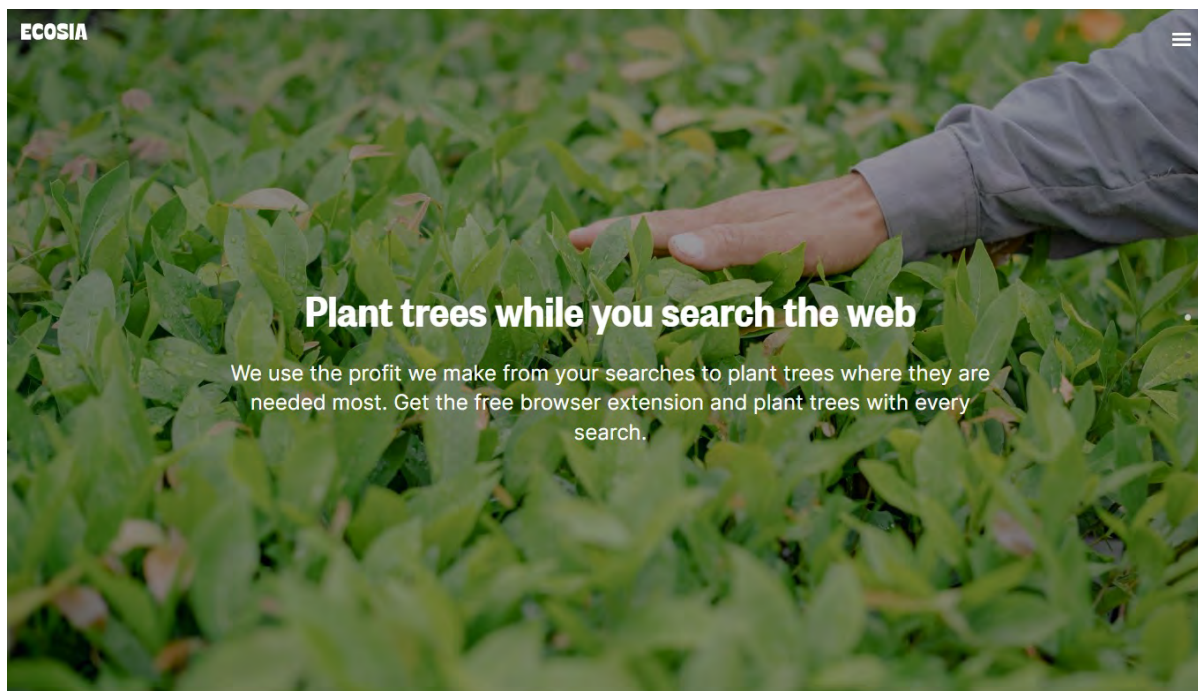 ECOSIA
Plant trees while you search the web
We use the profit we make from your searches to plant trees where they are
needed most. Get the free browser extension and plant trees with every
search.